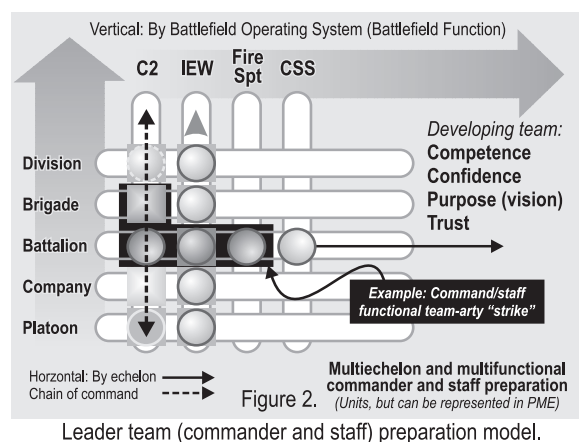 Vertical: By Battlefield Operating System (Battlefield Function)
C2 IEW Fire Spt CSS
Developing team:
Competence
Confidence
Purpose (vision)
Trust
Division
Brigade
Battalion
Company
Platoon
Example: Command/staff
functional team-arty “strike”
Horzontal: By echelon
Chain of command
Figure 2.
Multiechelon and multifunctional
commander and staff preparation
(Units, but can be represented in PME)
Leader team (commander and staff) preparation model.